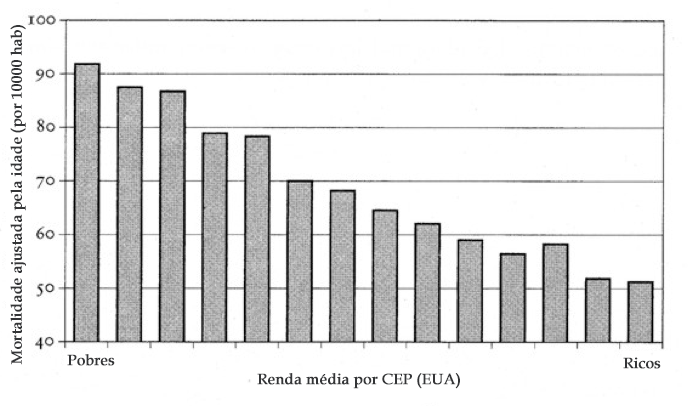 Mortalidade ajustada pela idade (por 10000 hab)
100
90
80
70
60
50
40
Pobres
Ricos
Renda média por CEP (EUA)